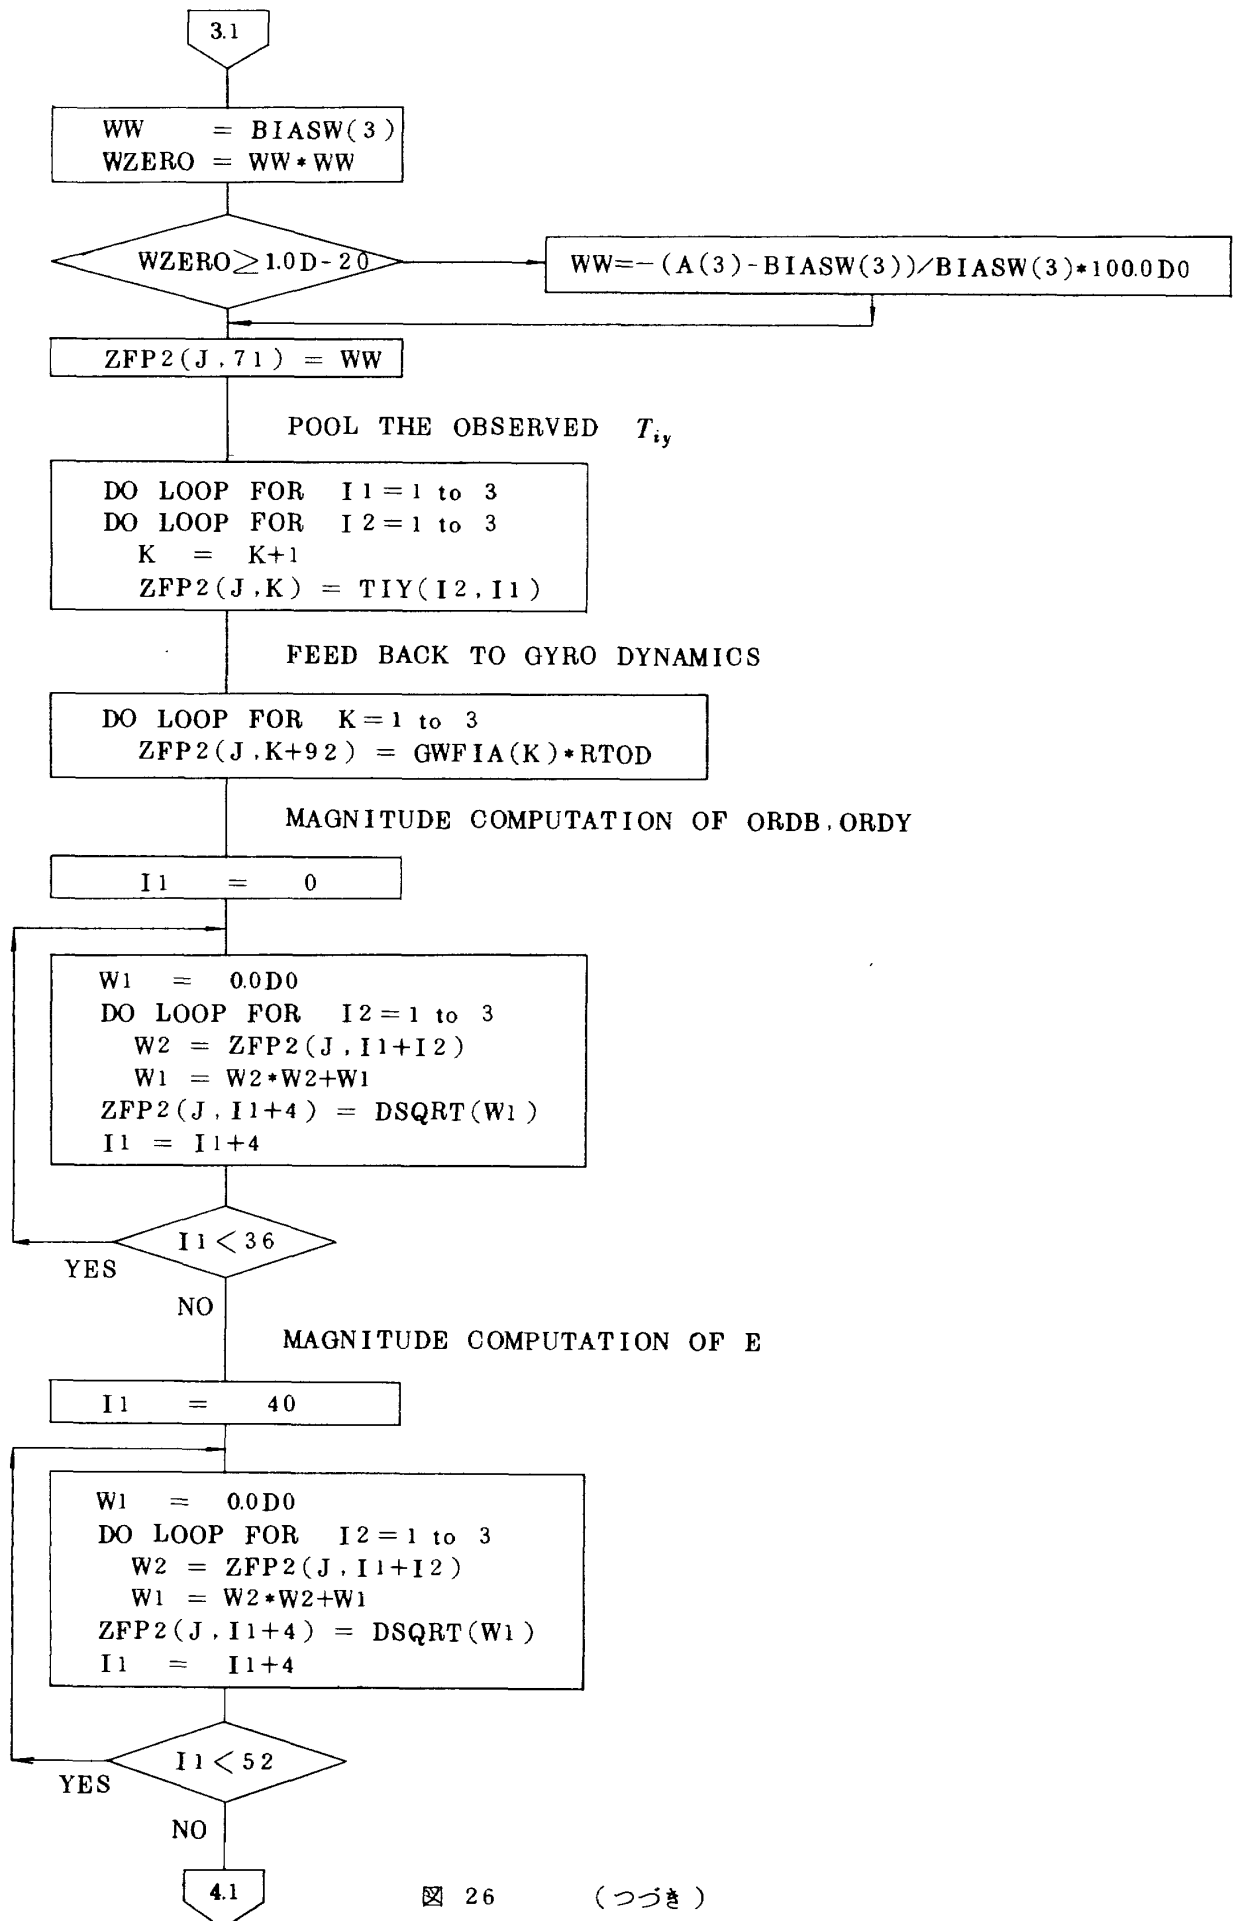 3.1
WW = BIASW(3)
WZERO = WW*WW
WZERO≥1.0D-20
WW=-(A(3)-BIASW(3))/BIASW(3)*100.0D0
ZFP2(J,71) = WW
POOL THE OBSERVED Tiy
DO LOOP FOR I1=1 to 3
DO LOOP FOR I2=1 to 3
K = K+1
ZFP2(J,K) = TIY(I2,I1)
FEED BACK TO GYRO DYNAMICS
DO LOOP FOR K=1 to 3
ZFP2(J,K+92) = GWFIA(K)*RTOD
MAGNITUDE COMPUTATION OF ORDB,ORDY
I1 = 0
W1 = 0.0D0
DO LOOP FOR I2=1 to 3
W2 = ZFP2(J,I1+I2)
W1 = W2*W2+W1
ZFP2(J,I1+4) = DSQRT(W1)
I1 = I1+4
I1<36
YES
NO
MAGNITUDE COMPUTATION OF E
I1 = 40
W1 = 0.0D0
DO LOOP FOR I2=1 to 3
W2 = ZFP2(J,I1+I2)
W1 = W2*W2+W1
ZFP2(J,I1+4) = DSQRT(W1)
I1 = I1+4
I1<52
YES
NO
4.1
図 26 (つづき)